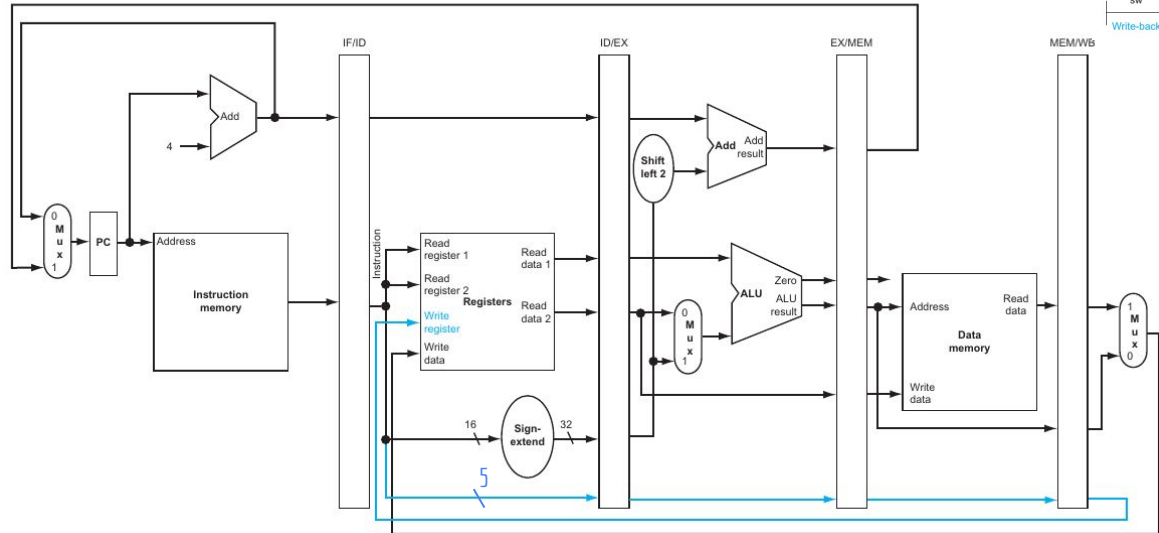 sw
Write-back
IF/ID
ID/EX
EX/MEM
MEM/WB
Add
4
Shift
left 2
Add
Add
result
0
M
u
x
1
PC
Address
Instruction
memory
Instruction
Read
register 1
Read
register 2
Write
register
Write
data
Registers
Read
data 1
Read
data 2
0
M
u
x
1
Zero
ALU
ALU
result
Address
Read
data
Data
memory
Write
data
1
M
u
x
0
16
Sign-
extend
32
5